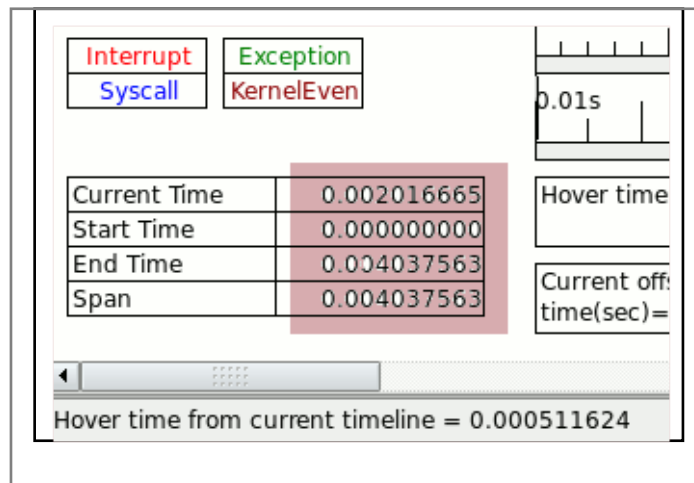 Interrupt Exception
Syscall KernelEven
0.01s
Current Time 0.002016665
Start Time 0.000000000
End Time 0.004037563
Span 0.004037563
Hover time
Current off
time(sec)=
Hover time from current timeline = 0.000511624